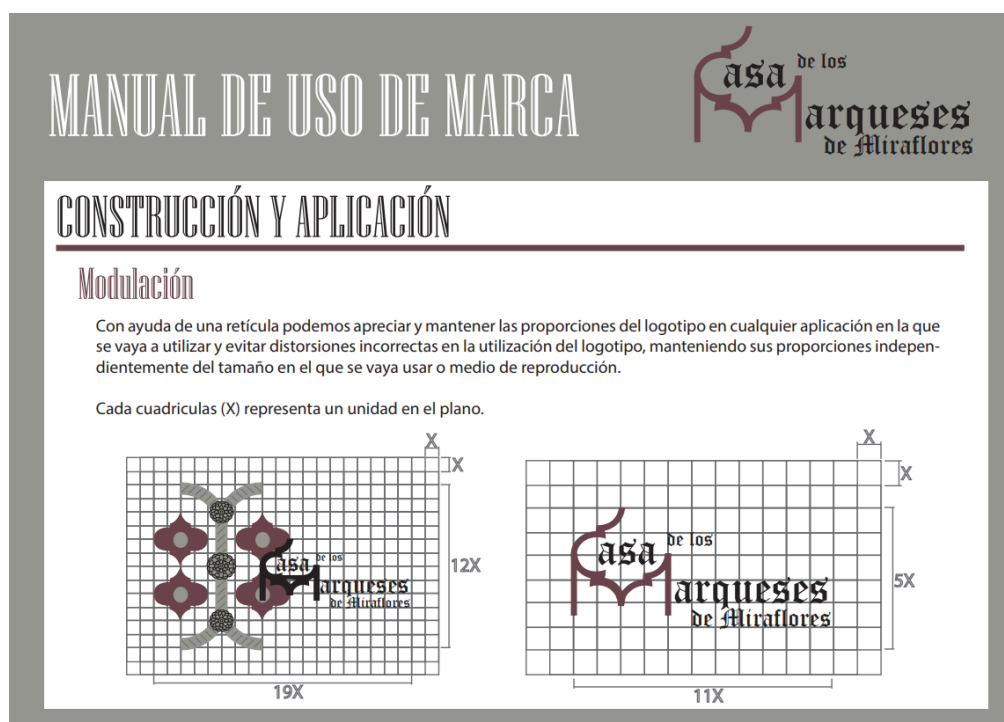 MANUAL DE USO DE MARCA
Casa de los
Marqueses
de Miraflores
CONSTRUCCIÓN Y APLICACIÓN
Modulación
Con ayuda de una retícula podemos apreciar y mantener las proporciones del logotipo en cualquier aplicación en la que
se vaya a utilizar y evitar distorsiones incorrectas en la utilización del logotipo, manteniendo sus proporciones indepen-
dientemente del tamaño en el que se vaya usar o medio de reproducción.
Cada cuadriculas (X) representa un unidad en el plano.
X
X
Casa de los
Marqueses
de Miraflores
12X
19X
X
X
Casa de los
Marqueses
de Miraflores
5X
11X